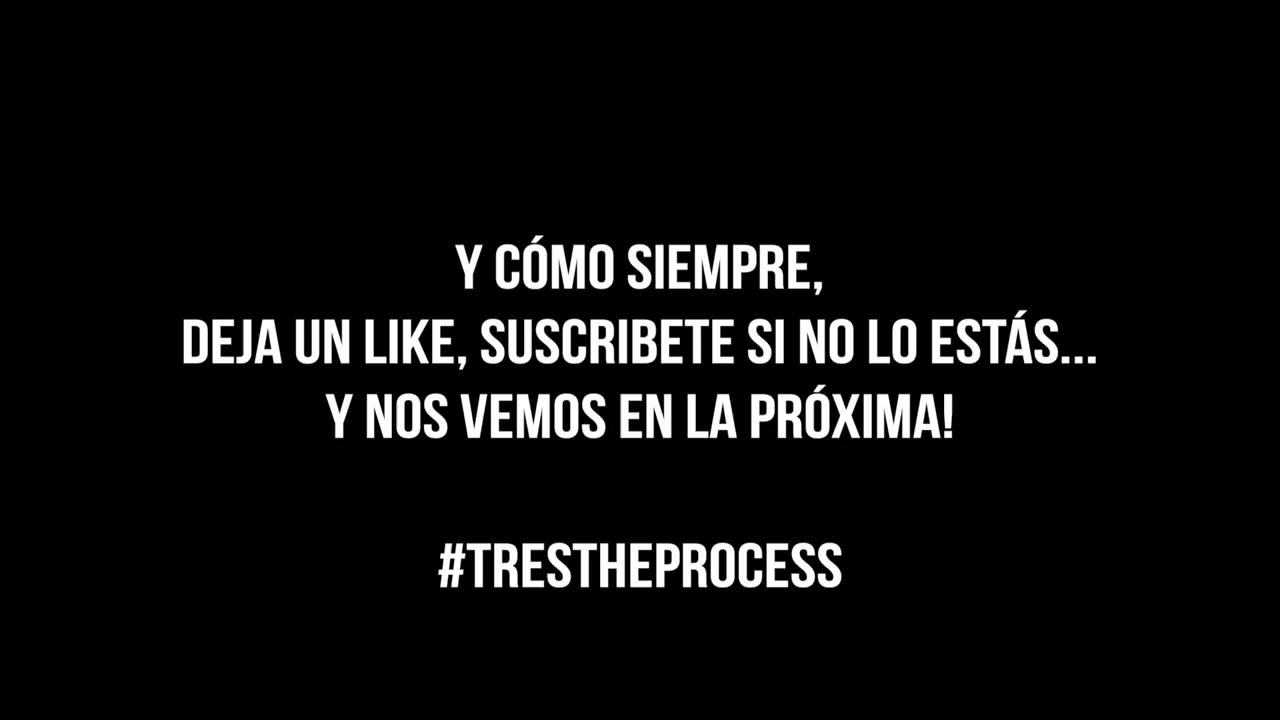 Y CÓMO SIEMPRE,
DEJA UN LIKE, SUSCRIBETE SI NO LO ESTÁS...
Y NOS VEMOS EN LA PRÓXIMA!
#TRESTHEPROCESS